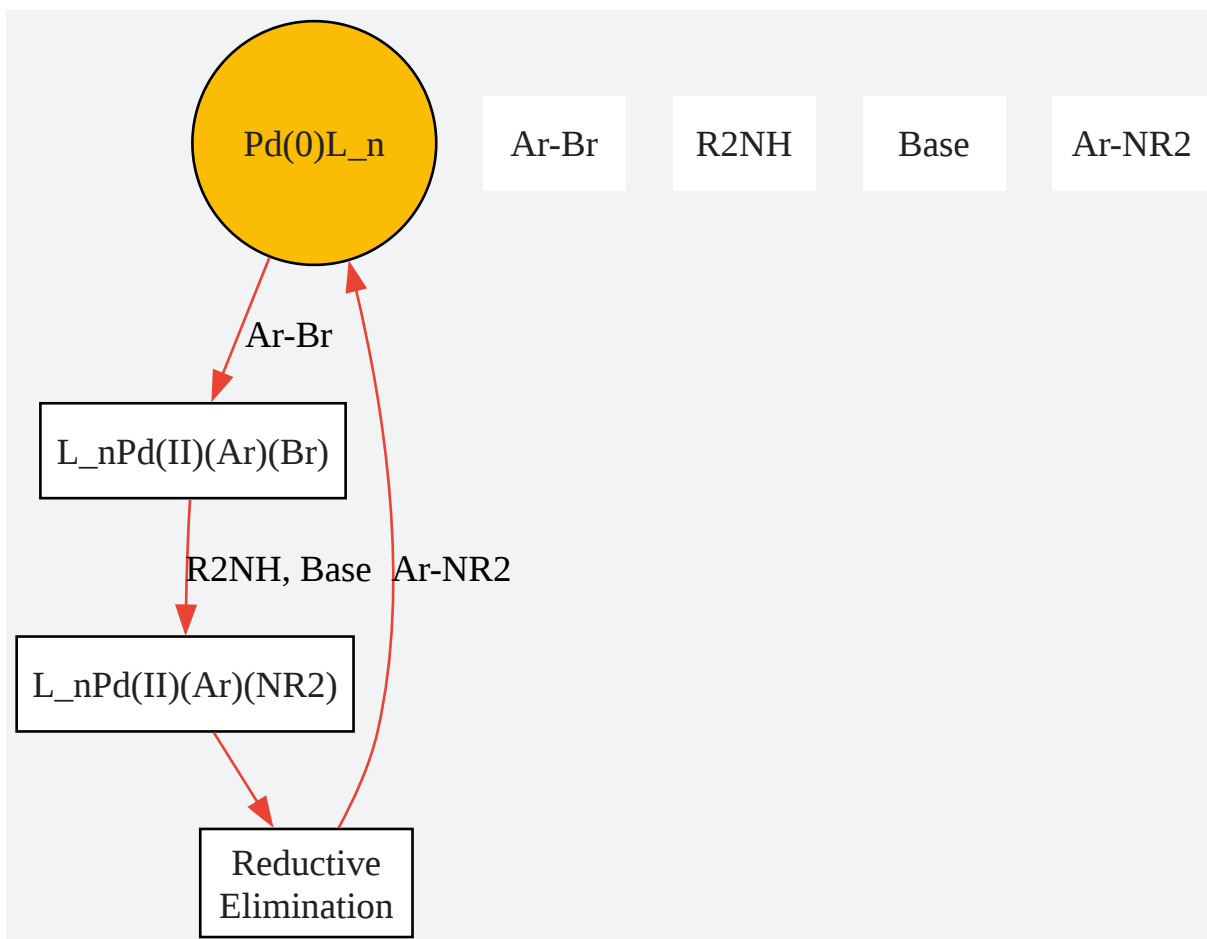 Pd(0)L_n
Ar-Br
R2NH
Base
Ar-NR2
Ar-Br
L_nPd(II)(Ar)(Br)
R2NH, Base
Ar-NR2
L_nPd(II)(Ar)(NR2)
Reductive
Elimination